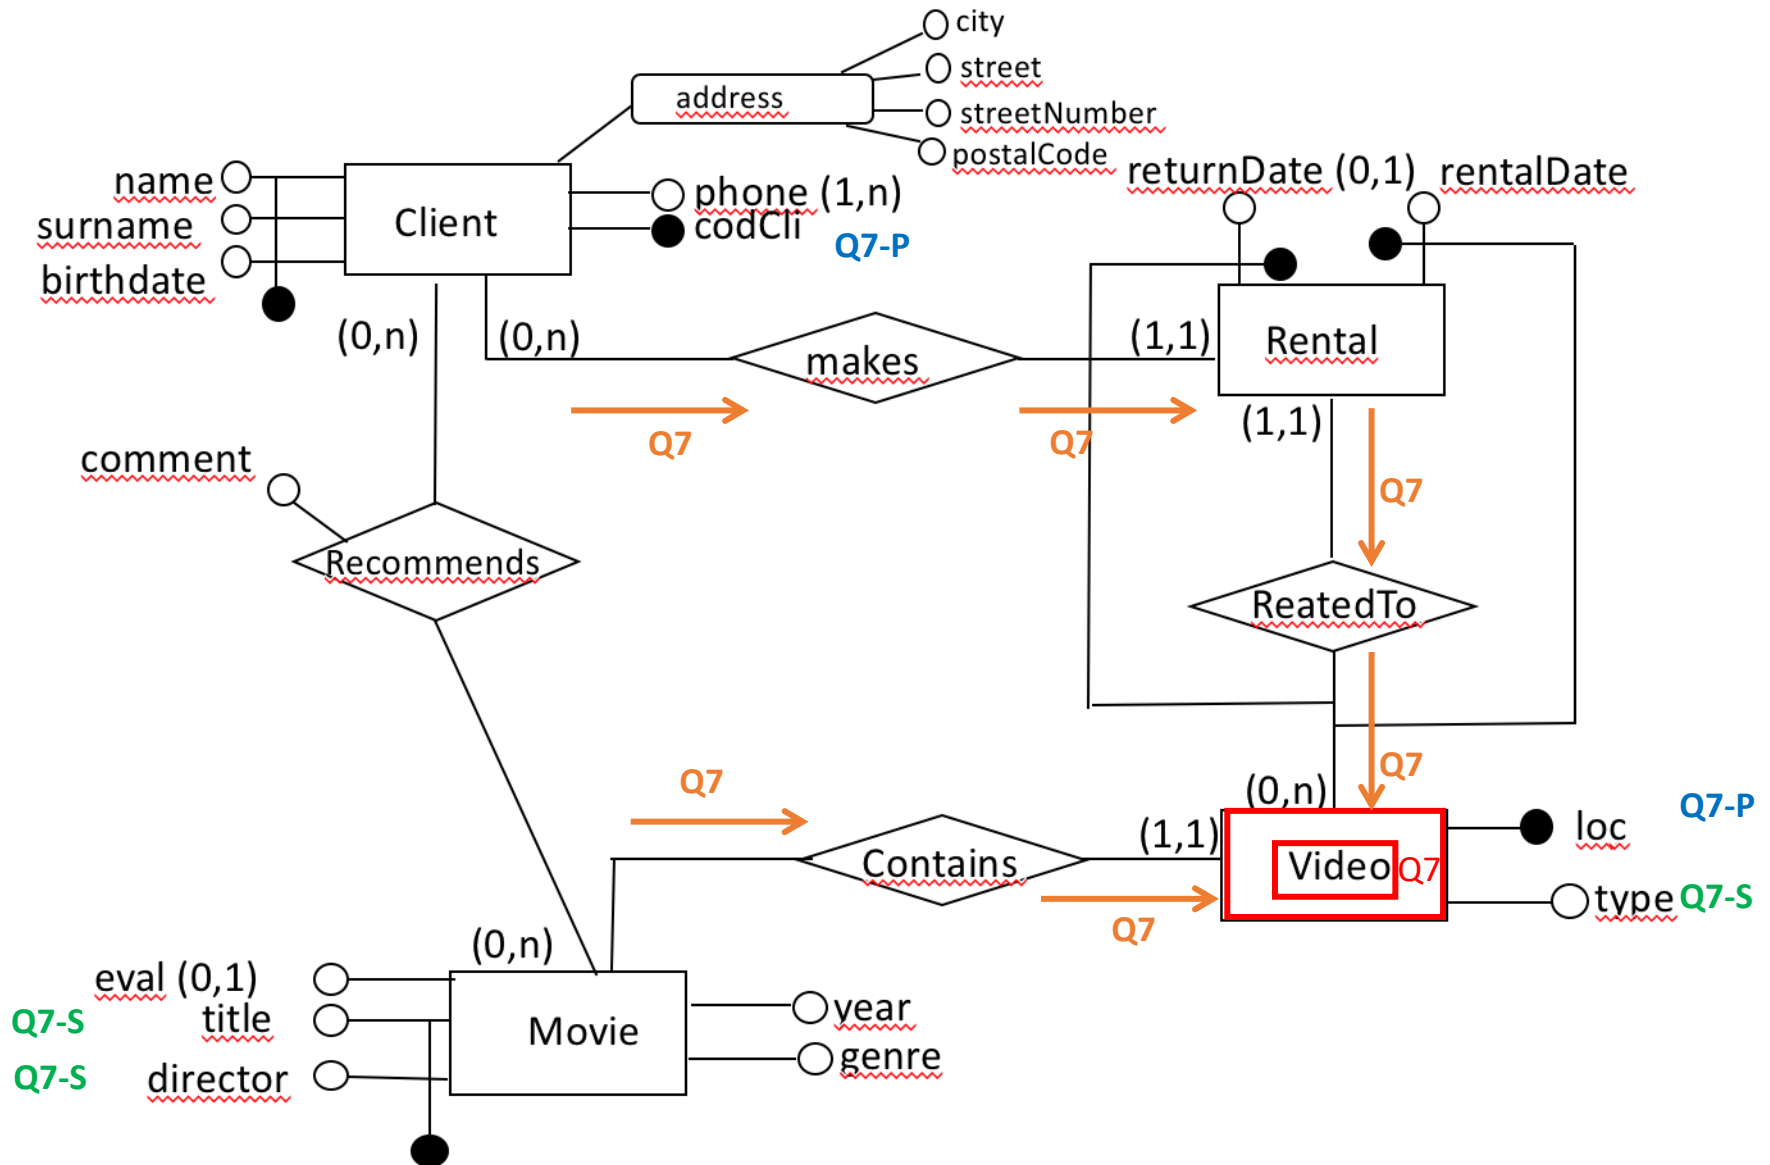 city
street
address
streetNumber
postalCode
name
phone (1,n)
returnDate (0,1) rentalDate
surname
Client
codCli
Q7-P
birthdate
(0,n)
(0,n)
makes
(1,1)
Rental
(1,1)
Q7
Q7
comment
Q7
Recommends
ReatedTo
Q7
Q7
(0,n)
Q7-P
(1,1)
loc
Contains
Video
Q7
type
Q7-S
Q7
(0,n)
eval (0,1)
year
Q7-S
title
Movie
genre
Q7-S
director